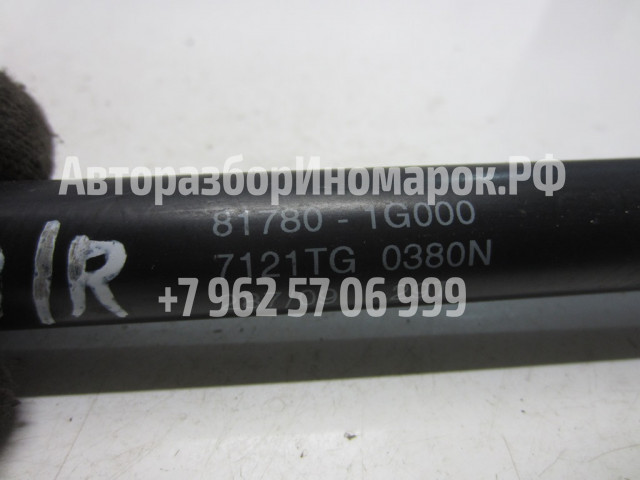 АвторазборИномарок.РФ
81780 - 1G000
7121TG 0380N
+7 962 57 06 999
/R